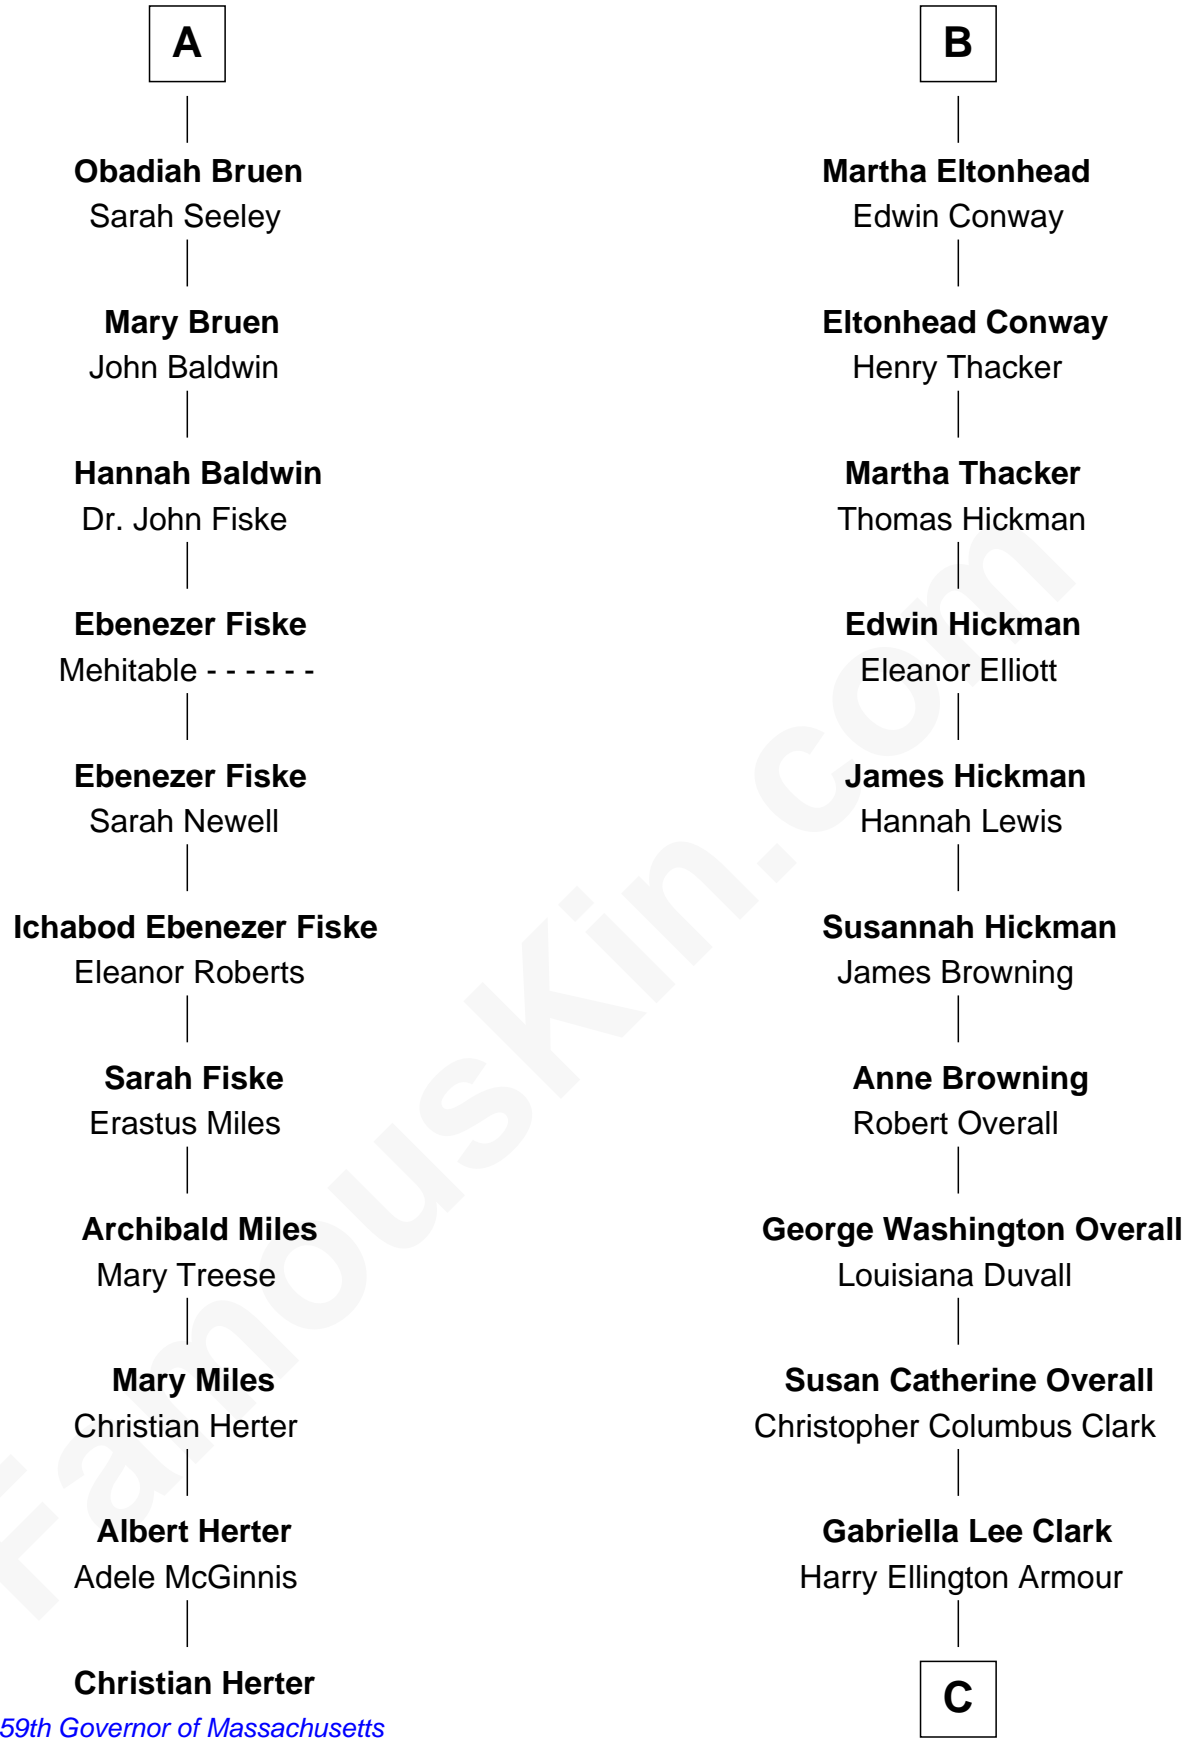 A
Obadiah Bruen
Sarah Seeley
Mary Bruen
John Baldwin
Hannah Baldwin
Dr. John Fiske
Ebenezer Fiske
Mehitable - - - - - -
Ebenezer Fiske
Sarah Newell
Ichabod Ebenezer Fiske
Eleanor Roberts
Sarah Fiske
Erastus Miles
Archibald Miles
Mary Treese
Mary Miles
Christian Herter
Albert Herter
Adele McGinnis
Christian Herter
59th Governor of Massachusetts
B
Martha Eltonhead
Edwin Conway
Eltonhead Conway
Henry Thacker
Martha Thacker
Thomas Hickman
Edwin Hickman
Eleanor Elliott
James Hickman
Hannah Lewis
Susannah Hickman
James Browning
Anne Browning
Robert Overall
George Washington Overall
Louisiana Duvall
Susan Catherine Overall
Christopher Columbus Clark
Gabriella Lee Clark
Harry Ellington Armour
C
FamousKin.com